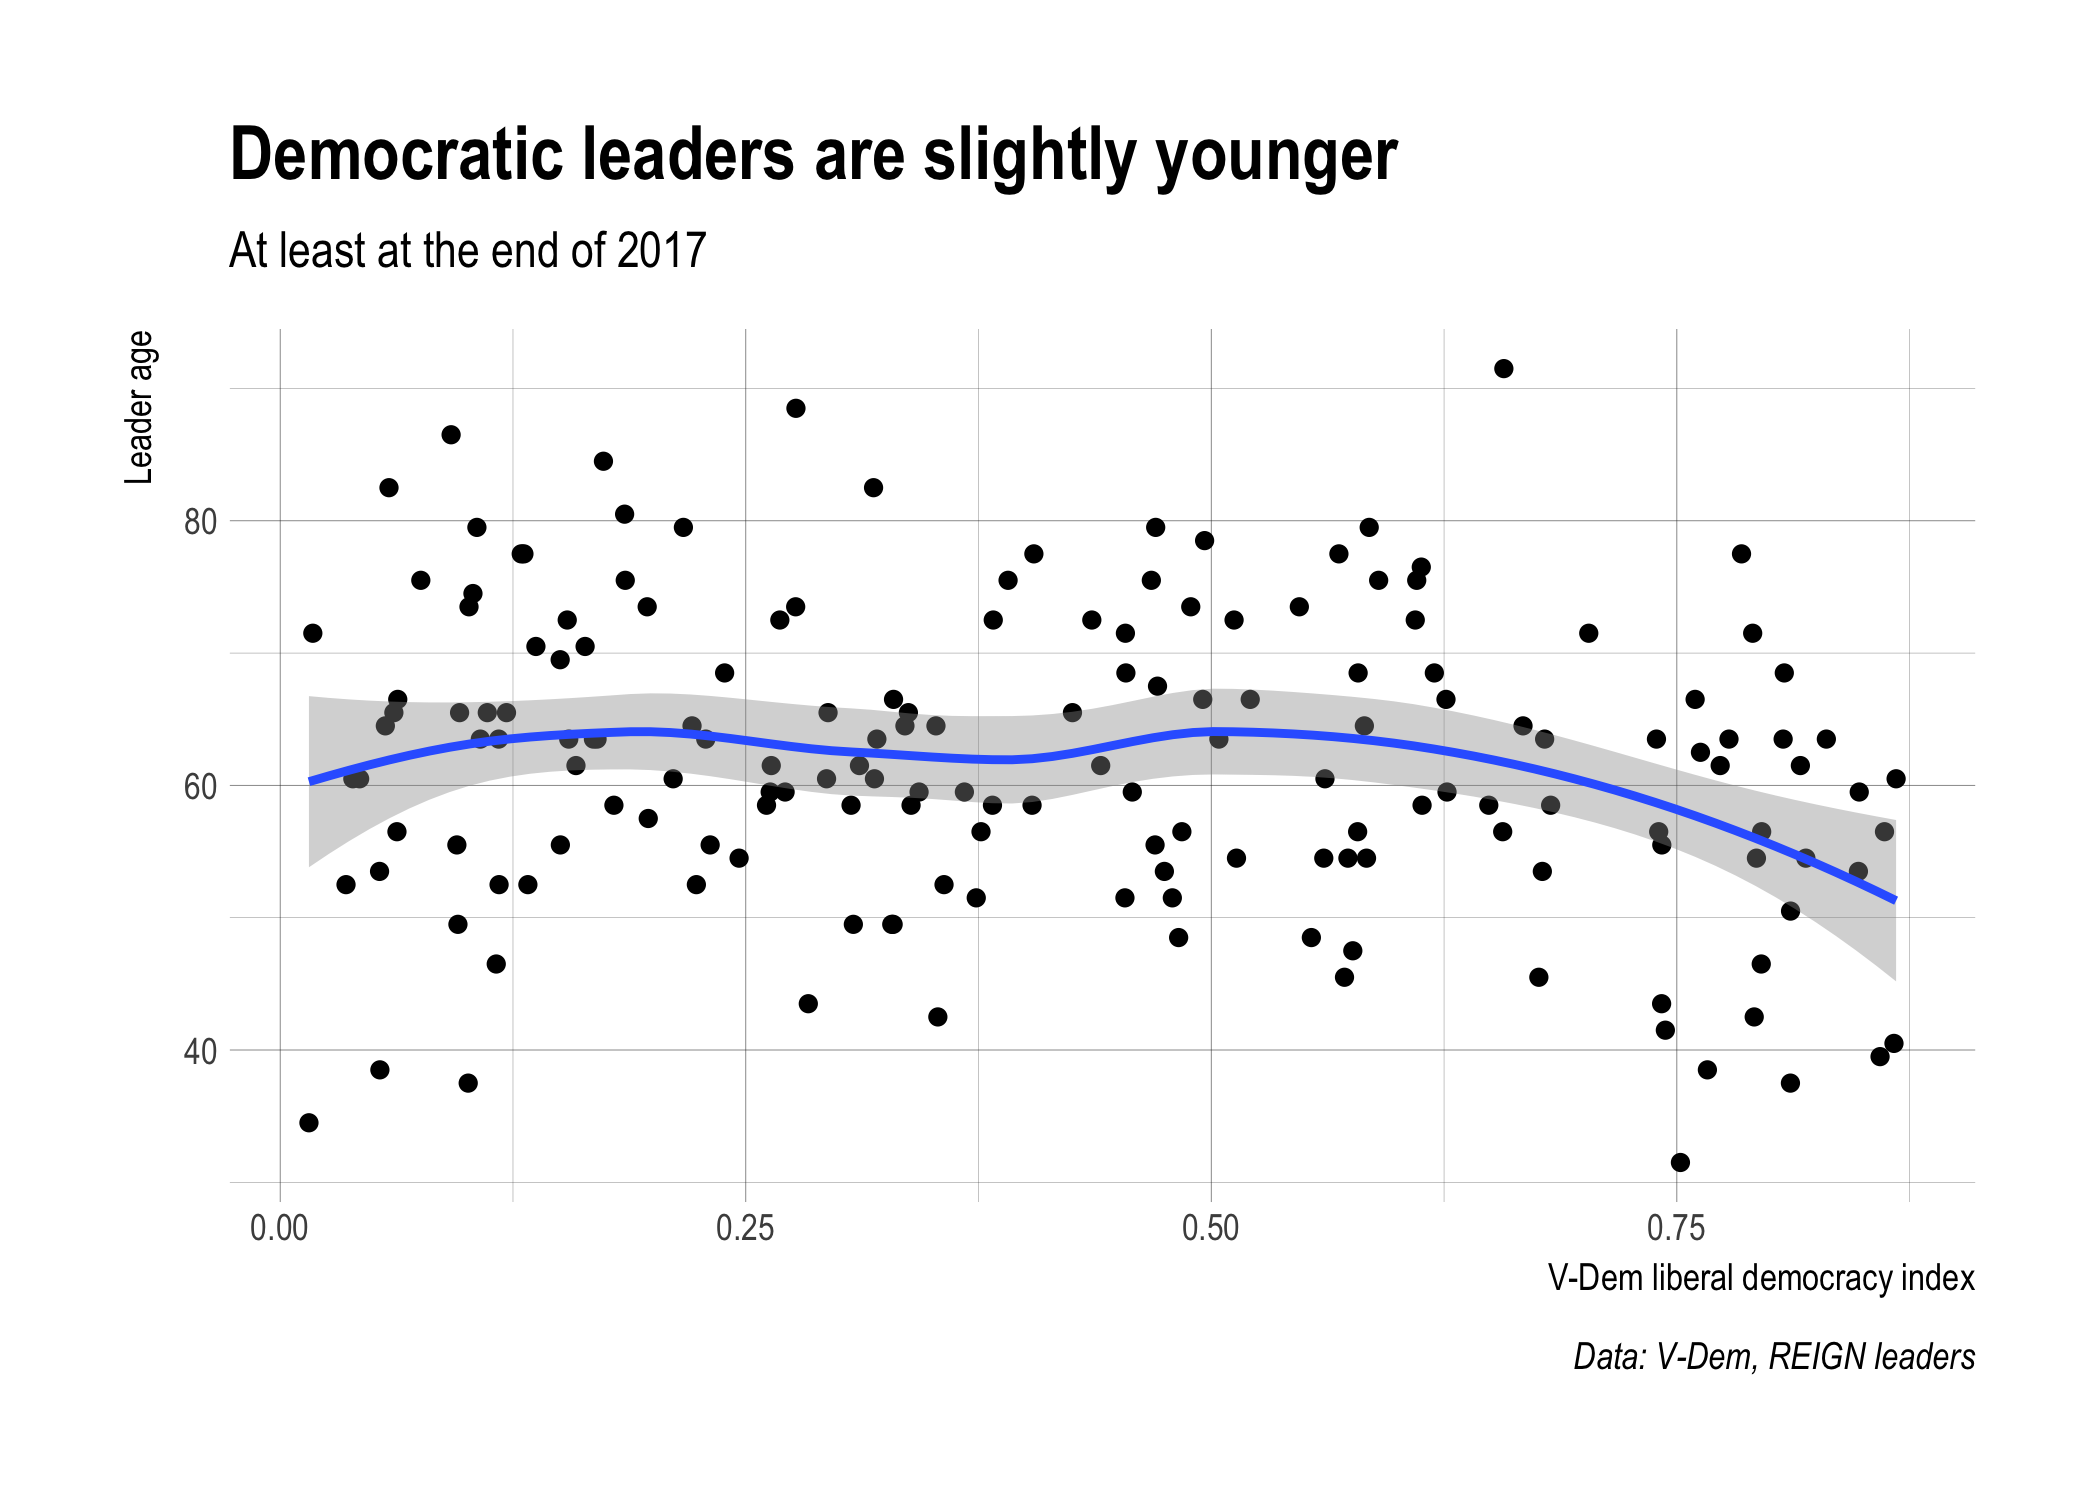 Democratic leaders are slightly younger
At least at the end of 2017
Leader age
80
60
40
0.00 0.25 0.50 0.75
V-Dem liberal democracy index
Data: V-Dem, REIGN leaders